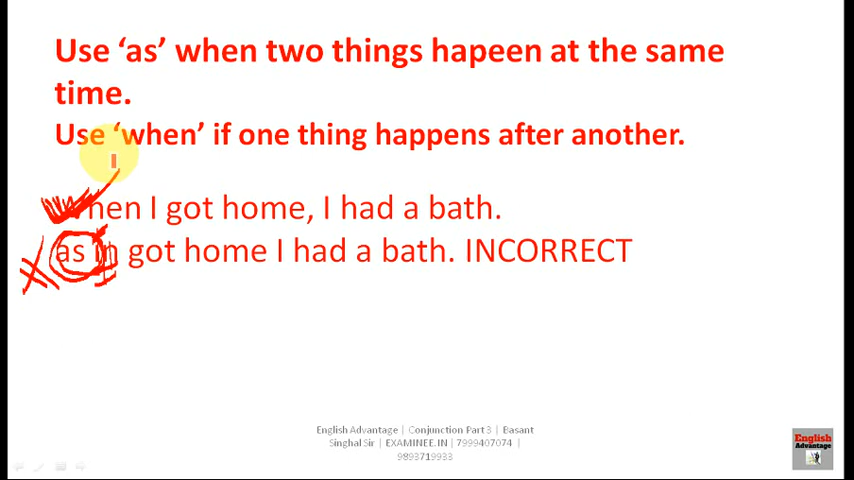 Use ‘as’ when two things hapeen at the same
time.
Use ‘when’ if one thing happens after another.
When I got home, I had a bath.
as in got home I had a bath. INCORRECT
I
English Advantage | Conjunction Part 3 | Basant
Singhal Sir | EXAMINEE.IN | 7999407074 |
9893719933
English
Advantage